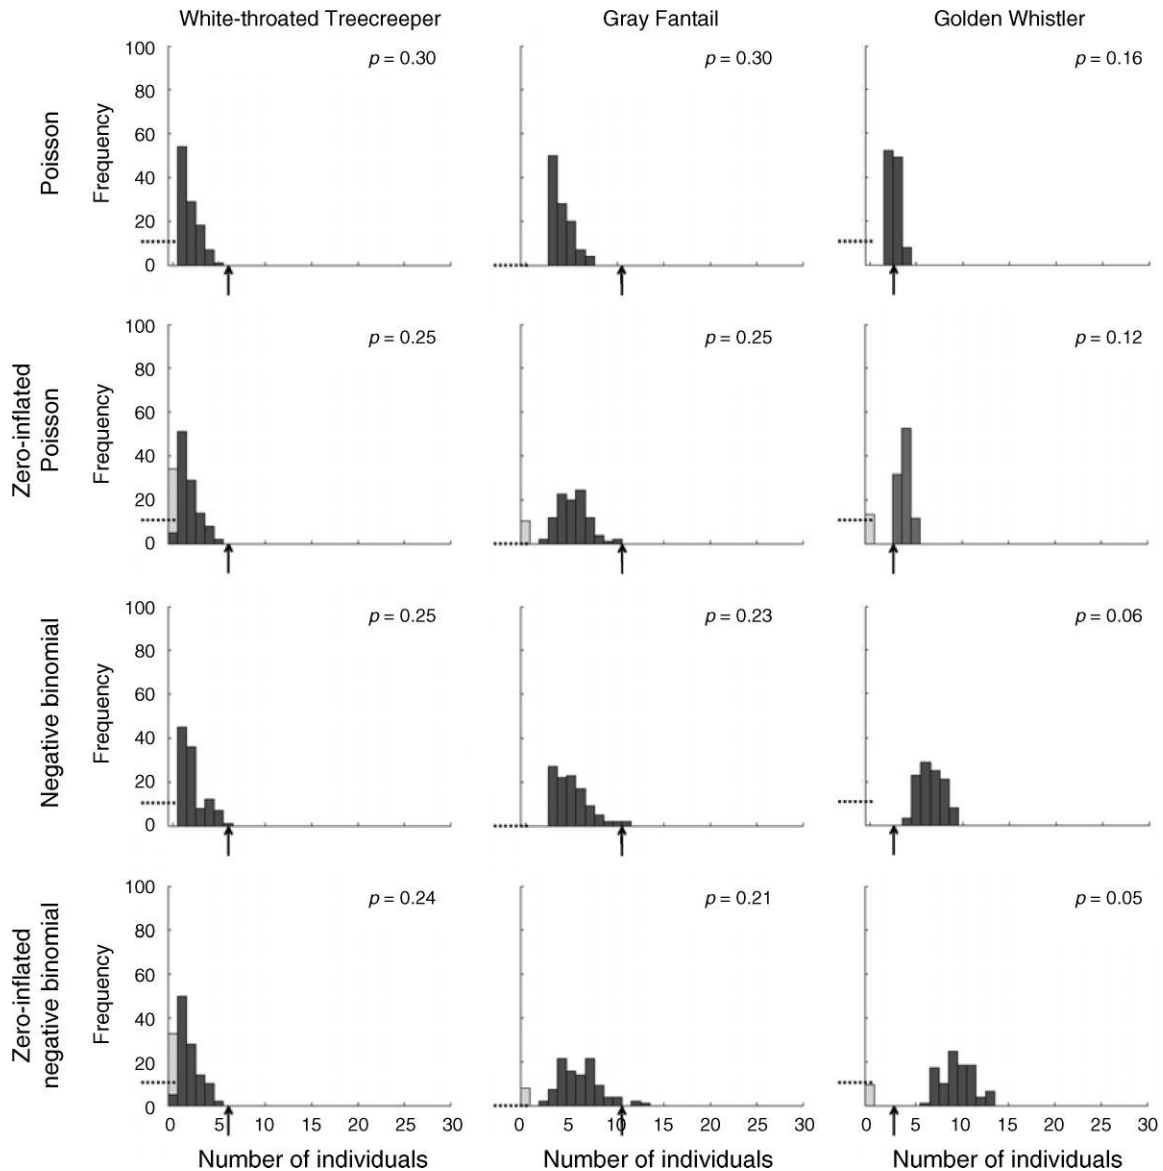 White-throated Treecreeper Gray Fantail Golden Whistler
Poisson
Frequency
100
80
60
40
20
0
p = 0.30
p = 0.30
p = 0.16
Zero-inflated
Poisson
Frequency
100
80
60
40
20
0
p = 0.25
p = 0.25
p = 0.12
Negative binomial
Frequency
100
80
60
40
20
0
p = 0.25
p = 0.23
p = 0.06
Zero-inflated
negative binomial
Frequency
100
80
60
40
20
0
p = 0.24
p = 0.21
p = 0.05
0 5 10 15 20 25 30 0 5 10 15 20 25 30 0 5 10 15 20 25 30
Number of individuals Number of individuals Number of individuals